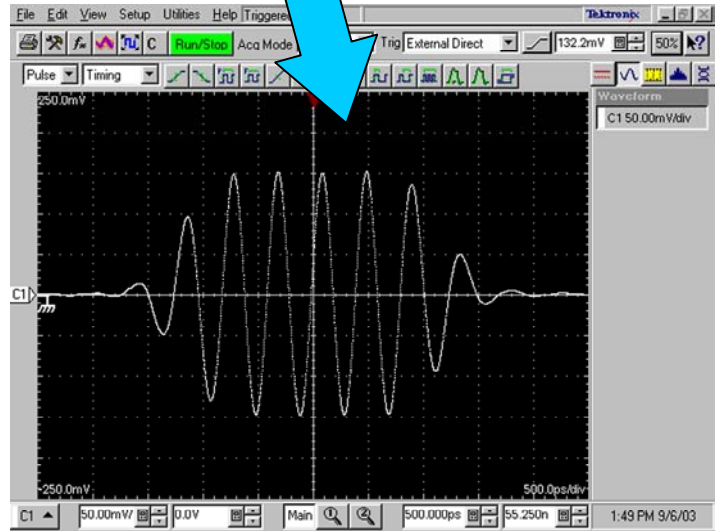 File Edit View Setup Utilities Help Triggered Tektronix
C Run/Stop Acq Mode Trig External Direct 132.2mV 50%
Pulse Timing
Waveform
C1 50.00mV/div
250.0mV
C1
-250.0mV 500.0ps/div
C1 50.00mV/ 0.0V Main 500.000ps 55.250n 1:49 PM 9/6/03